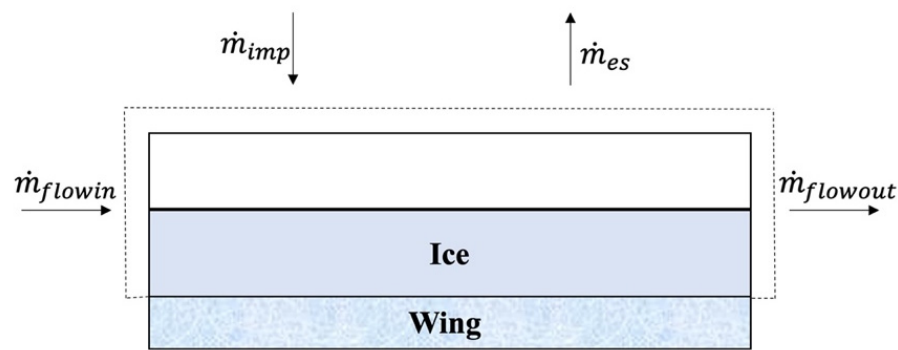 ṁ_imp
ṁ_es
ṁ_flowin
ṁ_flowout
Ice
Wing